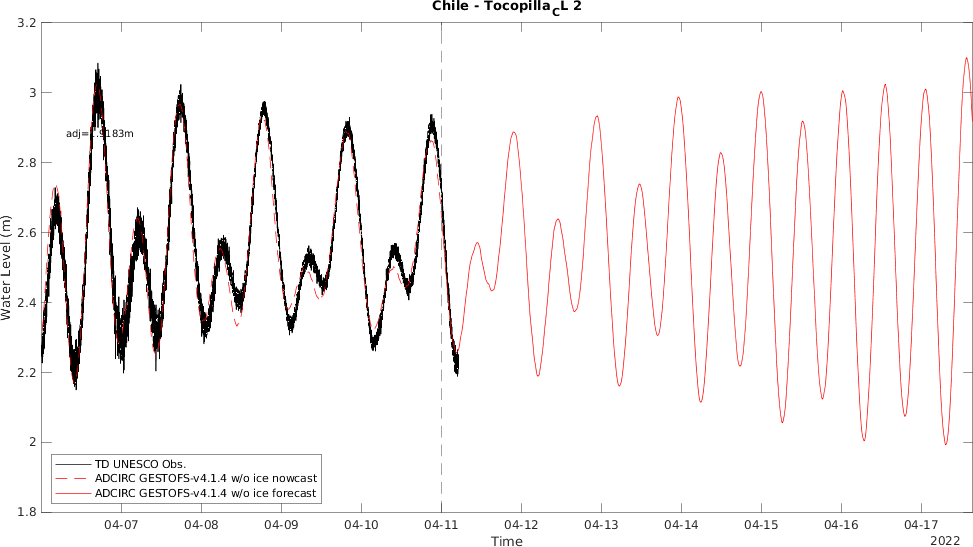 Chile - Tocopilla_CL 2
3.2
3
2.8
2.6
2.4
2.2
2
1.8
Water Level (m)
TD UNESCO Obs.
ADCIRC GESTOFS-v4.1.4 w/o ice nowcast
ADCIRC GESTOFS-v4.1.4 w/o ice forecast
04-07 04-08 04-09 04-10 04-11 04-12 04-13 04-14 04-15 04-16 04-17
Time
2022